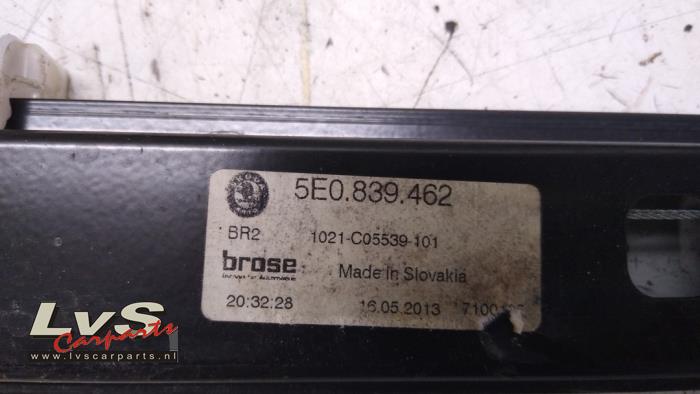 ŠKODA
5E0.839.462
BR2 1021-C05539-101
brose
Made in Slovakia
20:32:28 16.05.2013
LvS
Carparts
www.lvscarparts.nl